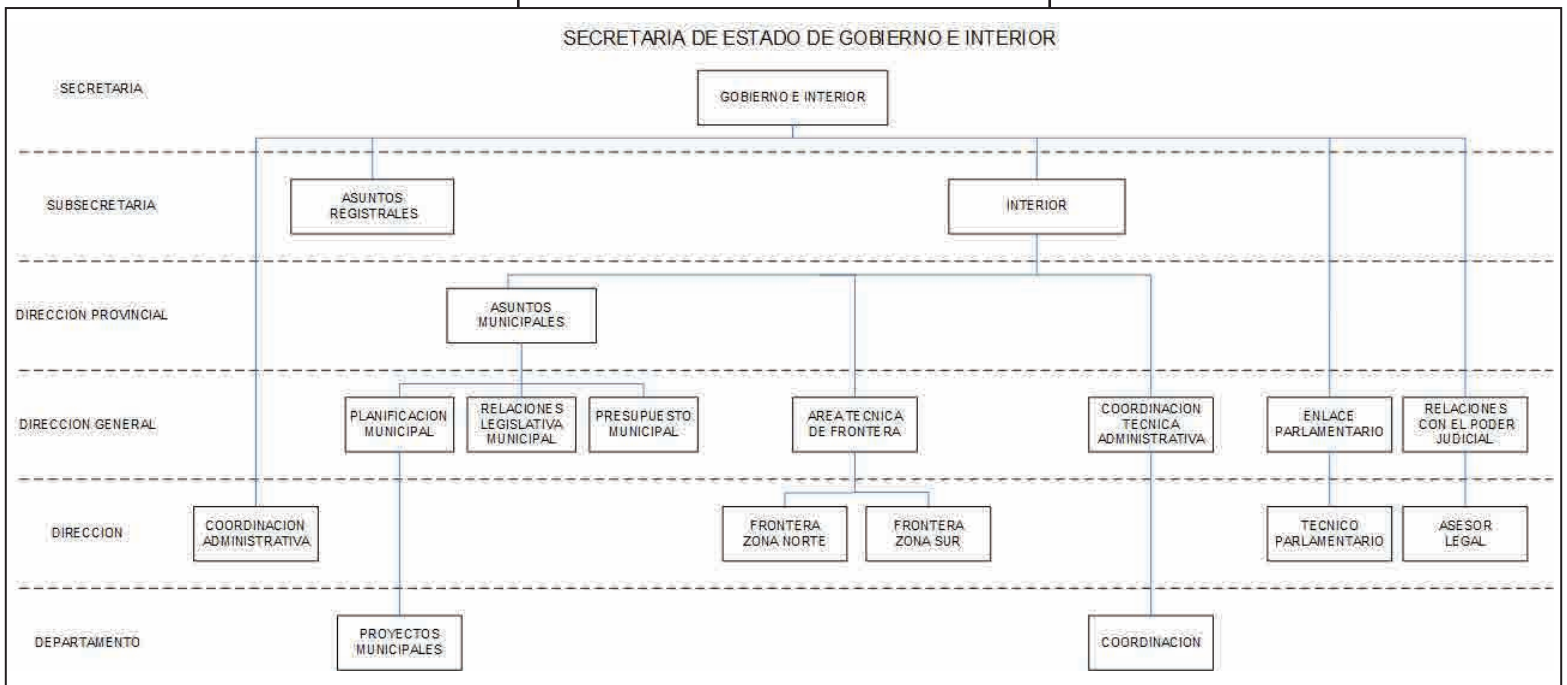 SECRETARIA DE ESTADO DE GOBIERNO E INTERIOR
SECRETARIA
GOBIERNO E INTERIOR
SUBSECRETARIA
ASUNTOS
REGISTRALES
INTERIOR
DIRECCION PROVINCIAL
ASUNTOS
MUNICIPALES
DIRECCION GENERAL
PLANIFICACION
MUNICIPAL
RELACIONES
LEGISLATIVA
MUNICIPAL
PRESUPUESTO
MUNICIPAL
AREA TECNICA
DE FRONTERA
COORDINACION
TECNICA
ADMINISTRATIVA
ENLACE
PARLAMENTARIO
RELACIONES
CON EL PODER
JUDICIAL
DIRECCION
COORDINACION
ADMINISTRATIVA
FRONTERA
ZONA NORTE
FRONTERA
ZONA SUR
TECNICO
PARLAMENTARIO
ASESOR
LEGAL
DEPARTAMENTO
PROYECTOS
MUNICIPALES
COORDINACION